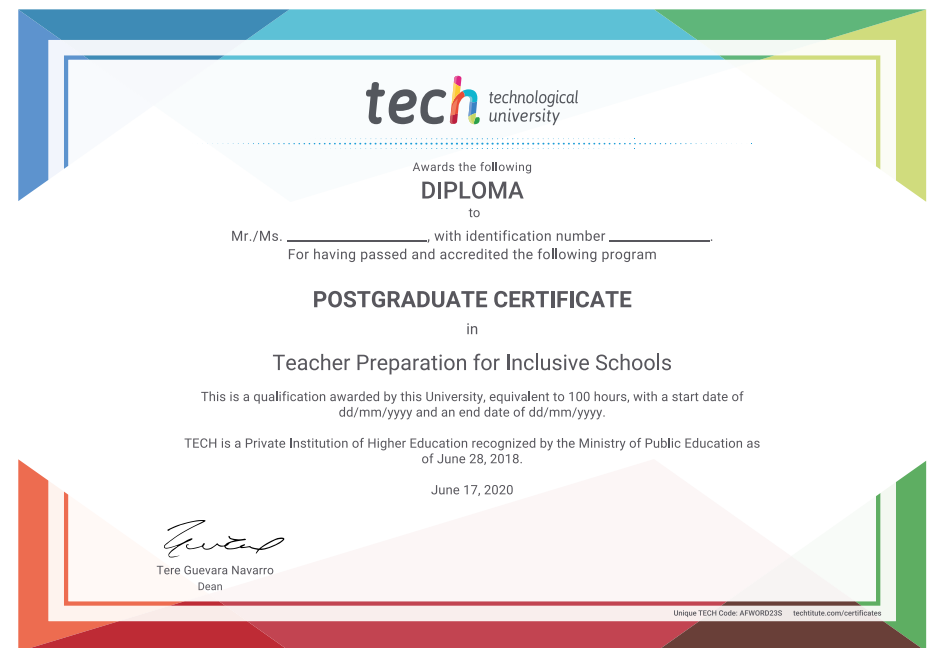 tech technological
university
Awards the following
DIPLOMA
to
Mr./Ms. ____________, with identification number ____________.
For having passed and accredited the following program
POSTGRADUATE CERTIFICATE
in
Teacher Preparation for Inclusive Schools
This is a qualification awarded by this University, equivalent to 100 hours, with a start date of
dd/mm/yyyy and an end date of dd/mm/yyyy.
TECH is a Private Institution of Higher Education recognized by the Ministry of Public Education as
of June 28, 2018.
June 17, 2020
Tere Guevara Navarro
Dean
Unique TECH Code: AFWORD23S techtitute.com/certificates